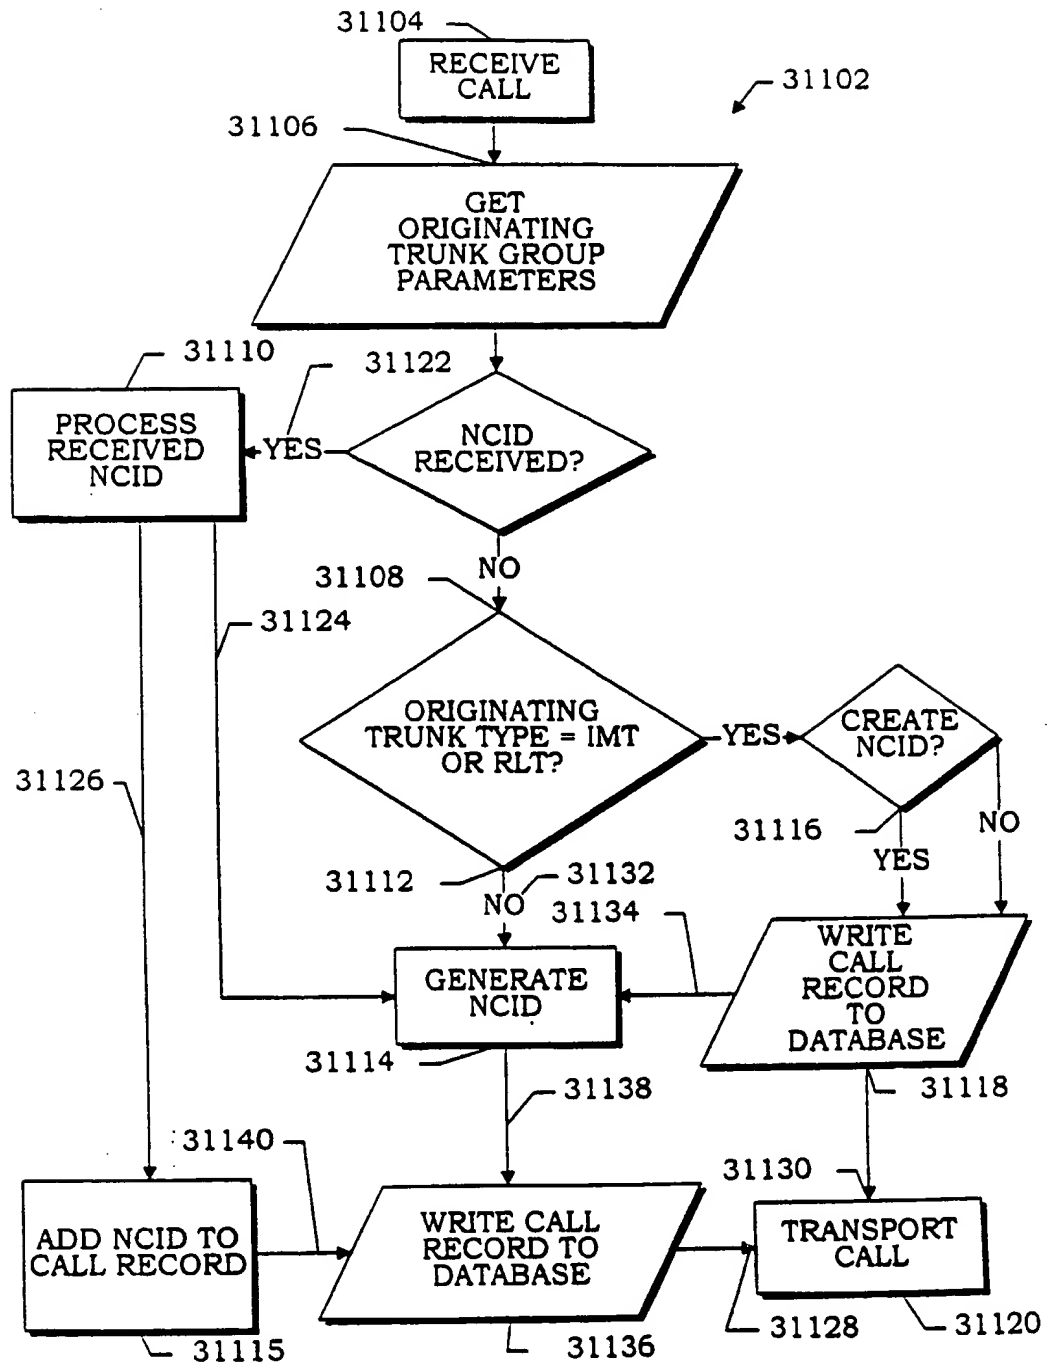 31104
RECEIVE
CALL
31102
31106
GET
ORIGINATING
TRUNK GROUP
PARAMETERS
31110
31122
PROCESS
RECEIVED
NCID
YES
NCID
RECEIVED?
NO
31108
31124
ORIGINATING
TRUNK TYPE = IMT
OR RLT?
YES
CREATE
NCID?
31126
31116
NO
YES
31112
31132
NO
31134
GENERATE
NCID
WRITE
CALL
RECORD
TO
DATABASE
31114
31138
31118
31140
31130
ADD NCID TO
CALL RECORD
WRITE CALL
RECORD TO
DATABASE
TRANSPORT
CALL
31115
31136
31128
31120